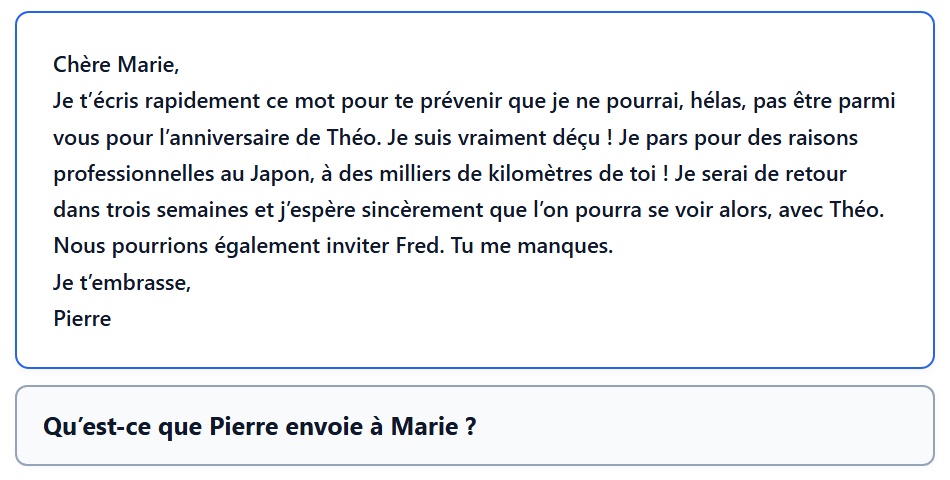 Chère Marie,
Je t’écris rapidement ce mot pour te prévenir que je ne pourrai, hélas, pas être parmi
vous pour l’anniversaire de Théo. Je suis vraiment déçu ! Je pars pour des raisons
professionnelles au Japon, à des milliers de kilomètres de toi ! Je serai de retour
dans trois semaines et j’espère sincèrement que l’on pourra se voir alors, avec Théo.
Nous pourrions également inviter Fred. Tu me manques.
Je t’embrasse,
Pierre
Qu’est-ce que Pierre envoie à Marie ?